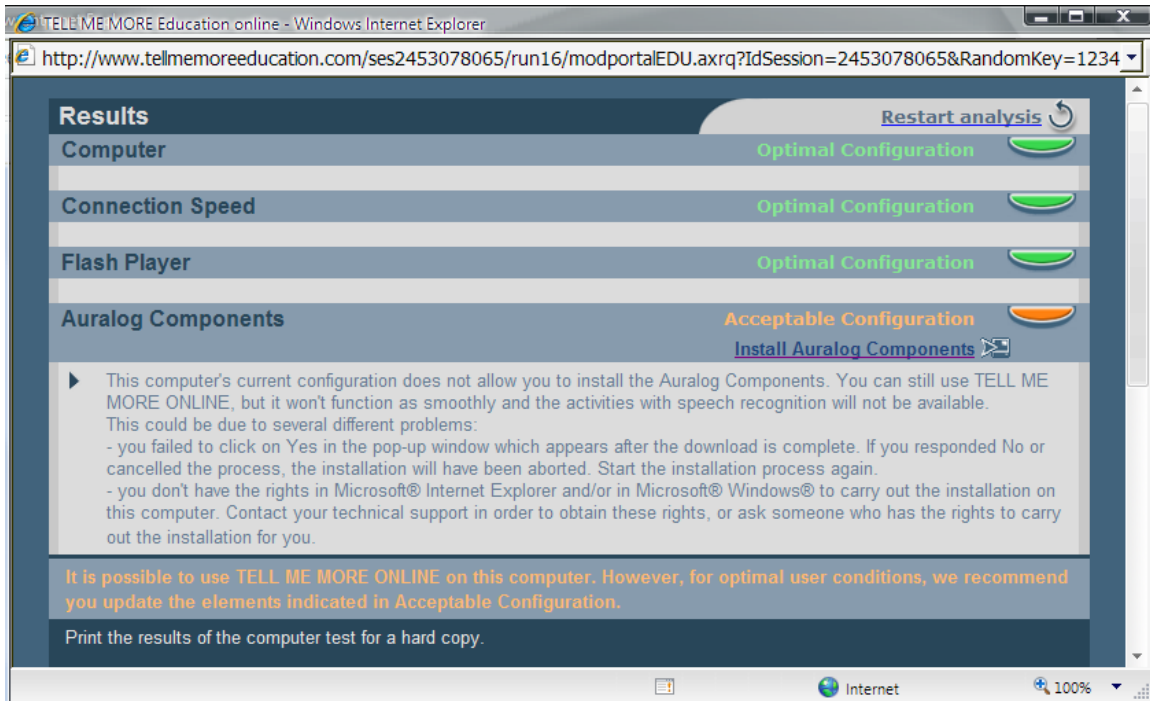 TELL ME MORE Education online - Windows Internet Explorer
http://www.tellmemoreeducation.com/ses2453078065/run16/modportalEDU.axrq?IdSession=2453078065&RandomKey=1234
Results
Restart analysis
Computer
Optimal Configuration
Connection Speed
Optimal Configuration
Flash Player
Optimal Configuration
Auralog Components
Acceptable Configuration
Install Auralog Components
This computer's current configuration does not allow you to install the Auralog Components. You can still use TELL ME
MORE ONLINE, but it won't function as smoothly and the activities with speech recognition will not be available.
This could be due to several different problems:
- you failed to click on Yes in the pop-up window which appears after the download is complete. If you responded No or
cancelled the process, the installation will have been aborted. Start the installation process again.
- you don't have the rights in Microsoft® Internet Explorer and/or in Microsoft® Windows® to carry out the installation on
this computer. Contact your technical support in order to obtain these rights, or ask someone who has the rights to carry
out the installation for you.
It is possible to use TELL ME MORE ONLINE on this computer. However, for optimal user conditions, we recommend
you update the elements indicated in Acceptable Configuration.
Print the results of the computer test for a hard copy.
Internet
100%